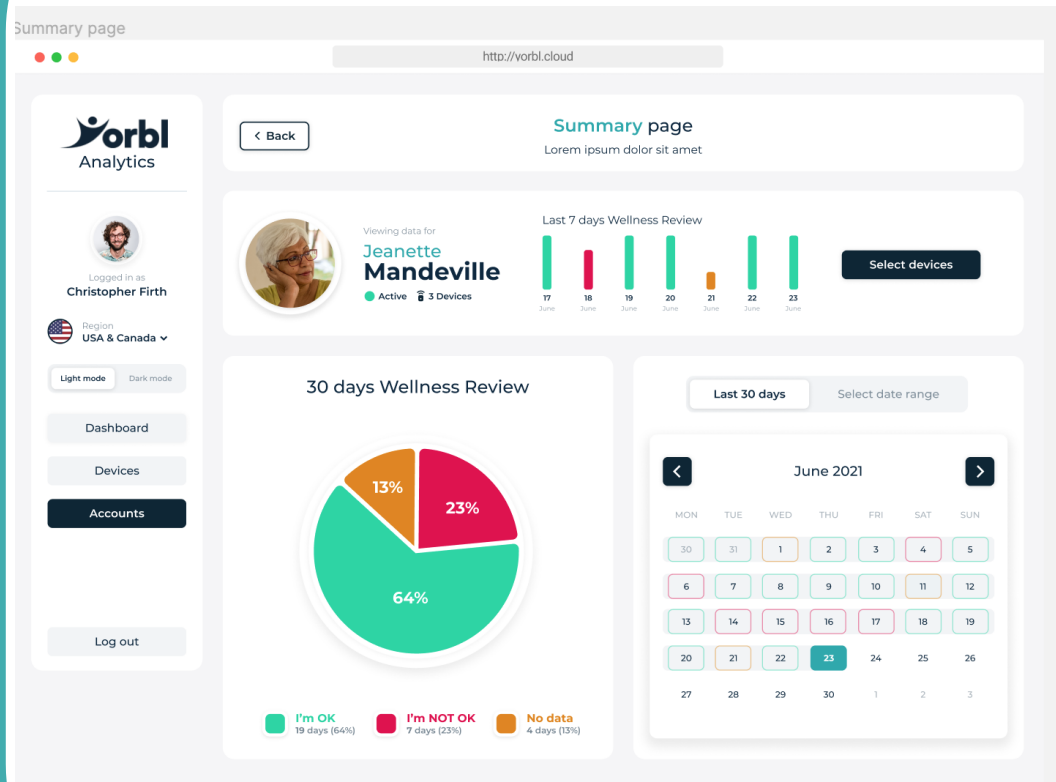 Summary page
http://yorbl.cloud
Yorbl
Analytics
Logged in as
Christopher Firth
Region
USA & Canada
Light mode Dark mode
Dashboard
Devices
Accounts
Log out
< Back
Summary page
Lorem ipsum dolor sit amet
Viewing data for
Jeanette
Mandeville
Active 3 Devices
Last 7 days Wellness Review
17 18 19 20 21 22 23
June June June June June June June
Select devices
30 days Wellness Review
13%
23%
64%
I'm OK
19 days (64%)
I'm NOT OK
7 days (23%)
No data
4 days (13%)
Last 30 days Select date range
< June 2021 >
MON TUE WED THU FRI SAT SUN
30 31 1 2 3 4 5
6 7 8 9 10 11 12
13 14 15 16 17 18 19
20 21 22 23 24 25 26
27 28 29 30 1 2 3